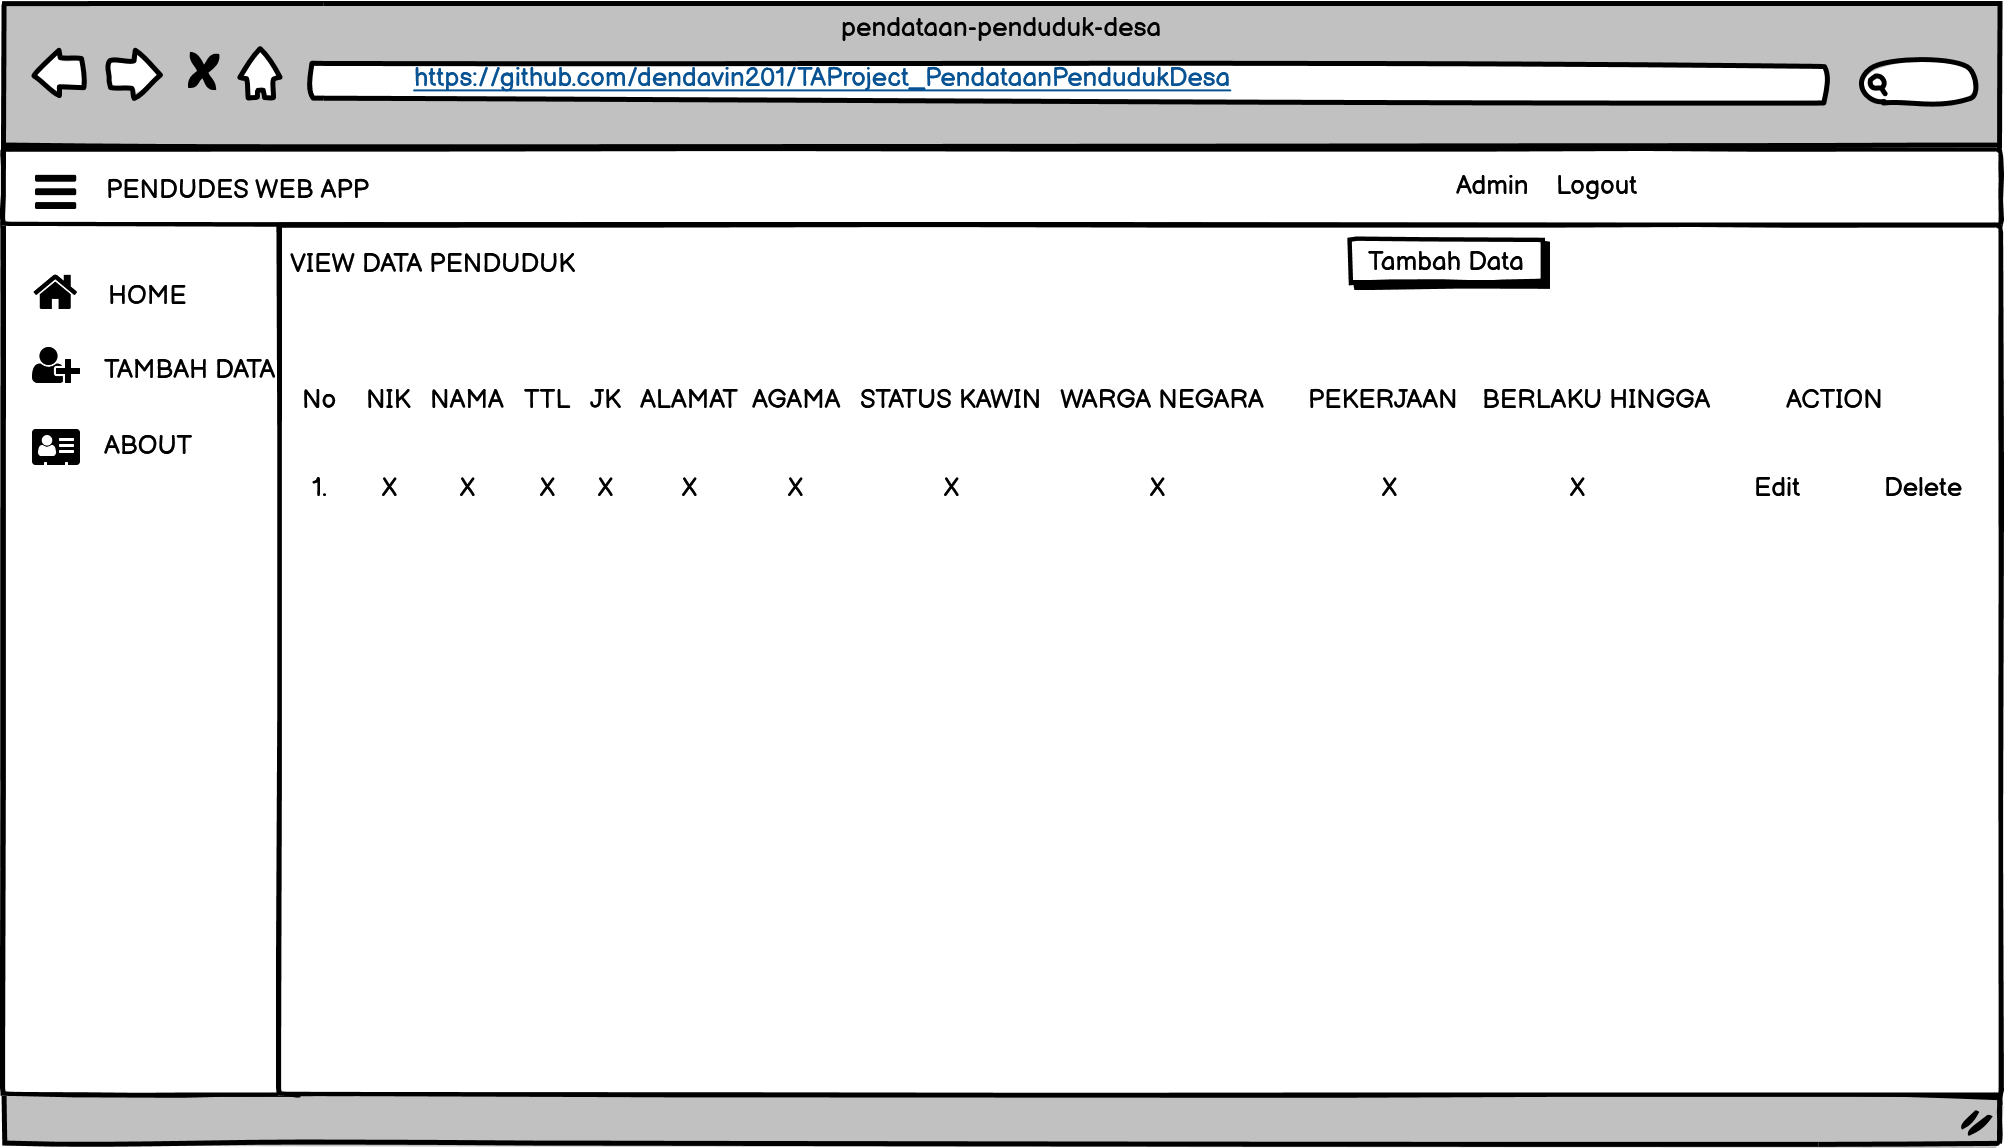 pendataan-penduduk-desa
https://github.com/dendavin201/TAProject_PendataanPendudukDesa
PENDUDES WEB APP
Admin Logout
VIEW DATA PENDUDUK
Tambah Data
HOME
TAMBAH DATA
ABOUT
No NIK NAMA TTL JK ALAMAT AGAMA STATUS KAWIN WARGA NEGARA PEKERJAAN BERLAKU HINGGA ACTION
1. X X X X X X X X X X Edit Delete